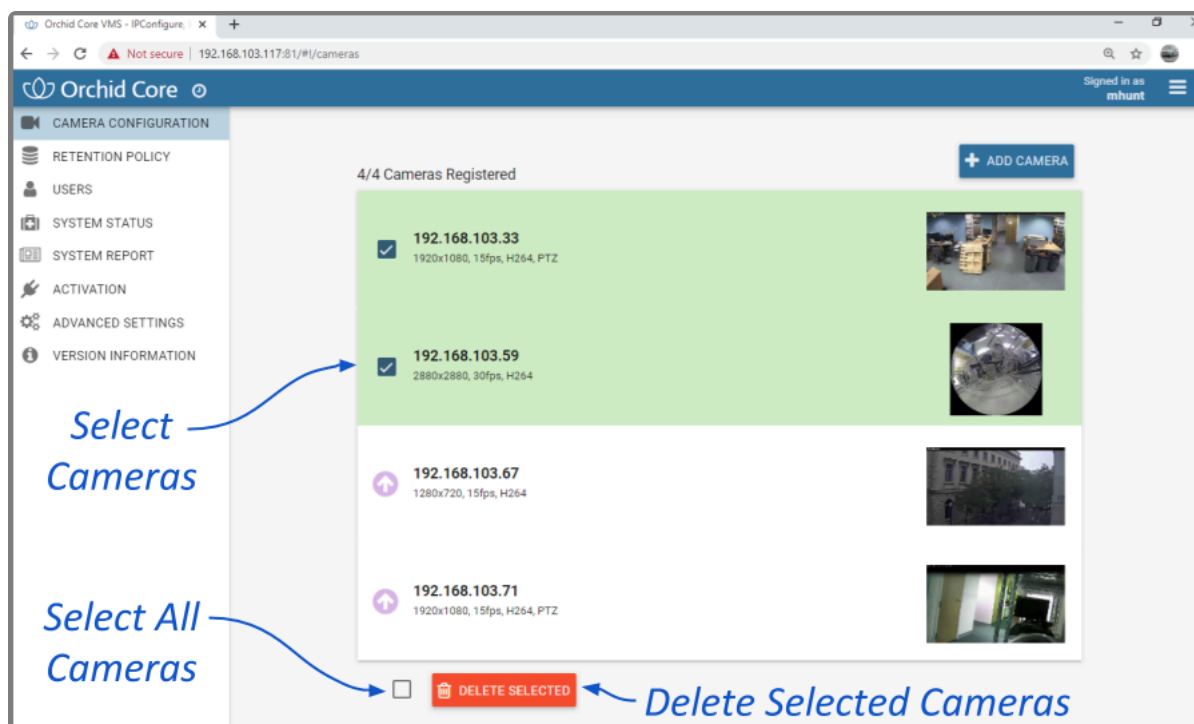 Orchid Core VMS - IPConfigure,
Not secure | 192.168.103.117:81/#!/cameras
Orchid Core
Signed in as
mhunt
CAMERA CONFIGURATION
RETENTION POLICY
USERS
SYSTEM STATUS
SYSTEM REPORT
ACTIVATION
ADVANCED SETTINGS
VERSION INFORMATION
4/4 Cameras Registered
ADD CAMERA
192.168.103.33
1920x1080, 15fps, H264, PTZ
192.168.103.59
2880x2880, 30fps, H264
192.168.103.67
1280x720, 15fps, H264
192.168.103.71
1920x1080, 15fps, H264, PTZ
Select
Cameras
Select All
Cameras
DELETE SELECTED
Delete Selected Cameras